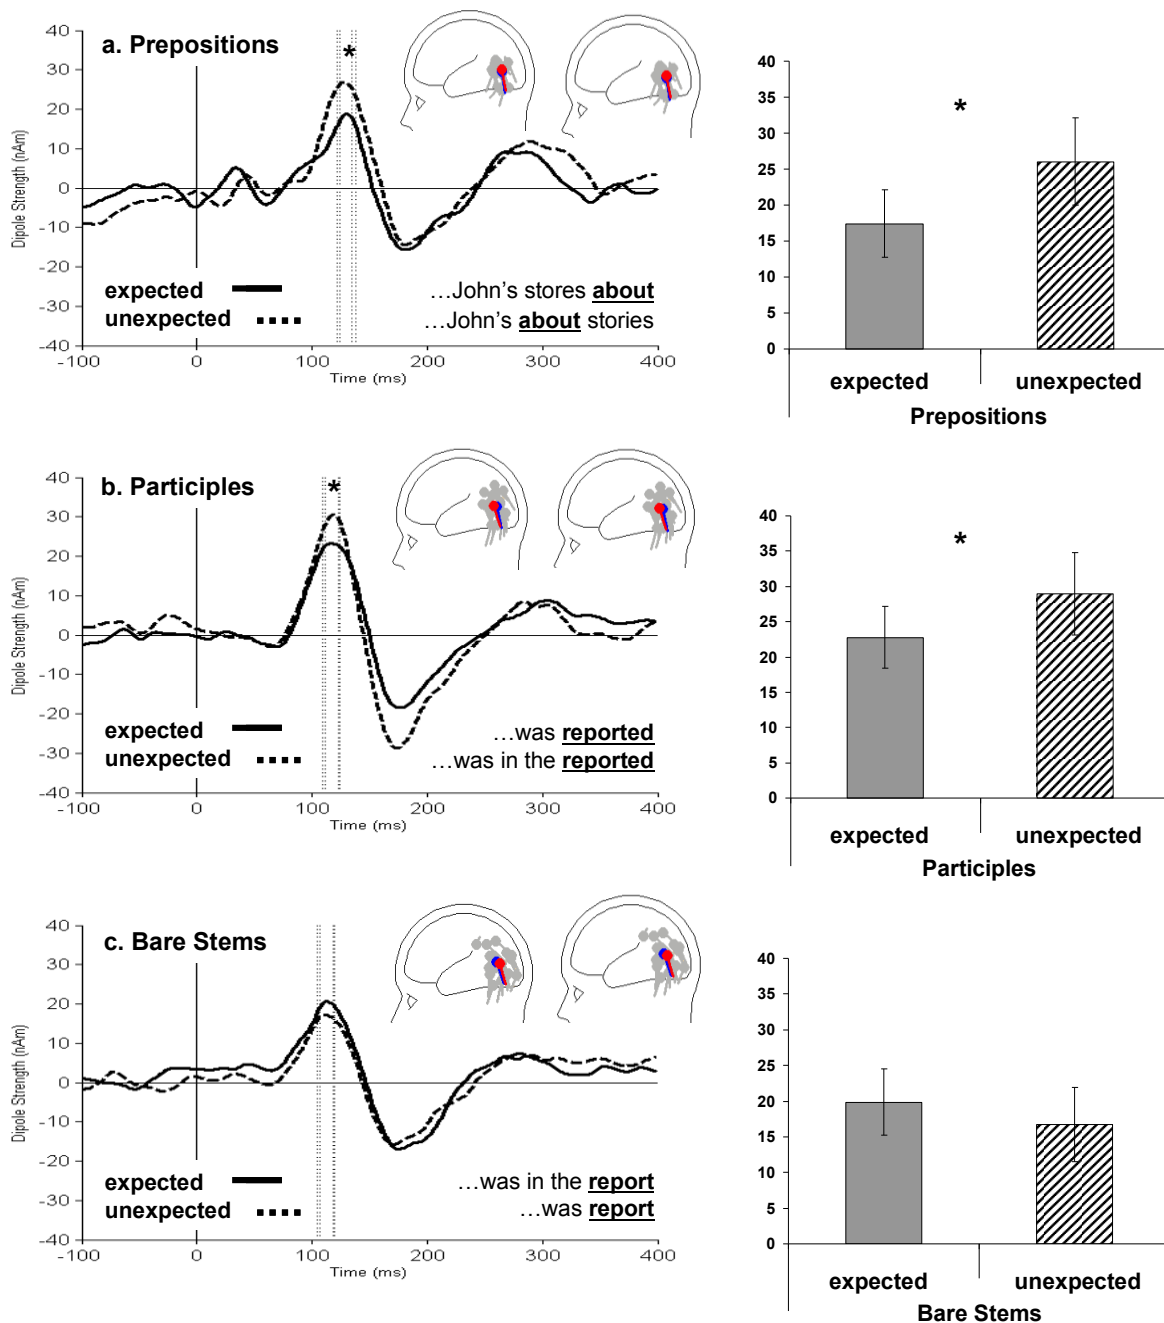 a. Prepositions
*
40
30
20
10
0
-10
-20
-30
-40
Dipole Strength (nAm)
expected
unexpected
…John’s stores about
…John’s about stories
-100
0
100
200
300
400
Time (ms)
40
35
30
25
20
15
10
5
0
*
expected
unexpected
Prepositions
b. Participles
*
40
30
20
10
0
-10
-20
-30
-40
Dipole Strength (nAm)
expected
unexpected
…was reported
…was in the reported
-100
0
100
200
300
400
Time (ms)
40
35
30
25
20
15
10
5
0
*
expected
unexpected
Participles
c. Bare Stems
40
30
20
10
0
-10
-20
-30
-40
Dipole Strength (nAm)
expected
unexpected
…was in the report
…was report
-100
0
100
200
300
400
Time (ms)
40
35
30
25
20
15
10
5
0
expected
unexpected
Bare Stems